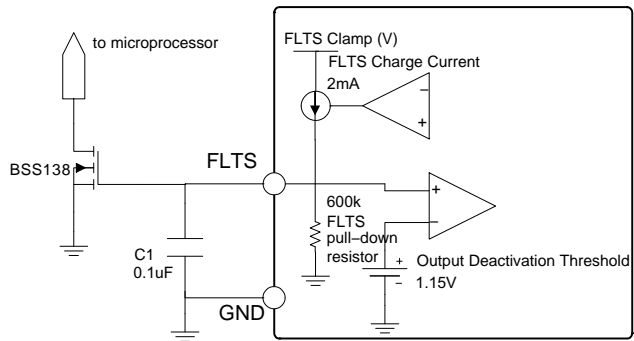 to microprocessor
FLTS Clamp (V)
FLTS Charge Current
2mA
−
+
BSS138
FLTS
C1
0.1uF
GND
600k
FLTS
pull−down
resistor
+
−
+
−
Output Deactivation Threshold
1.15V